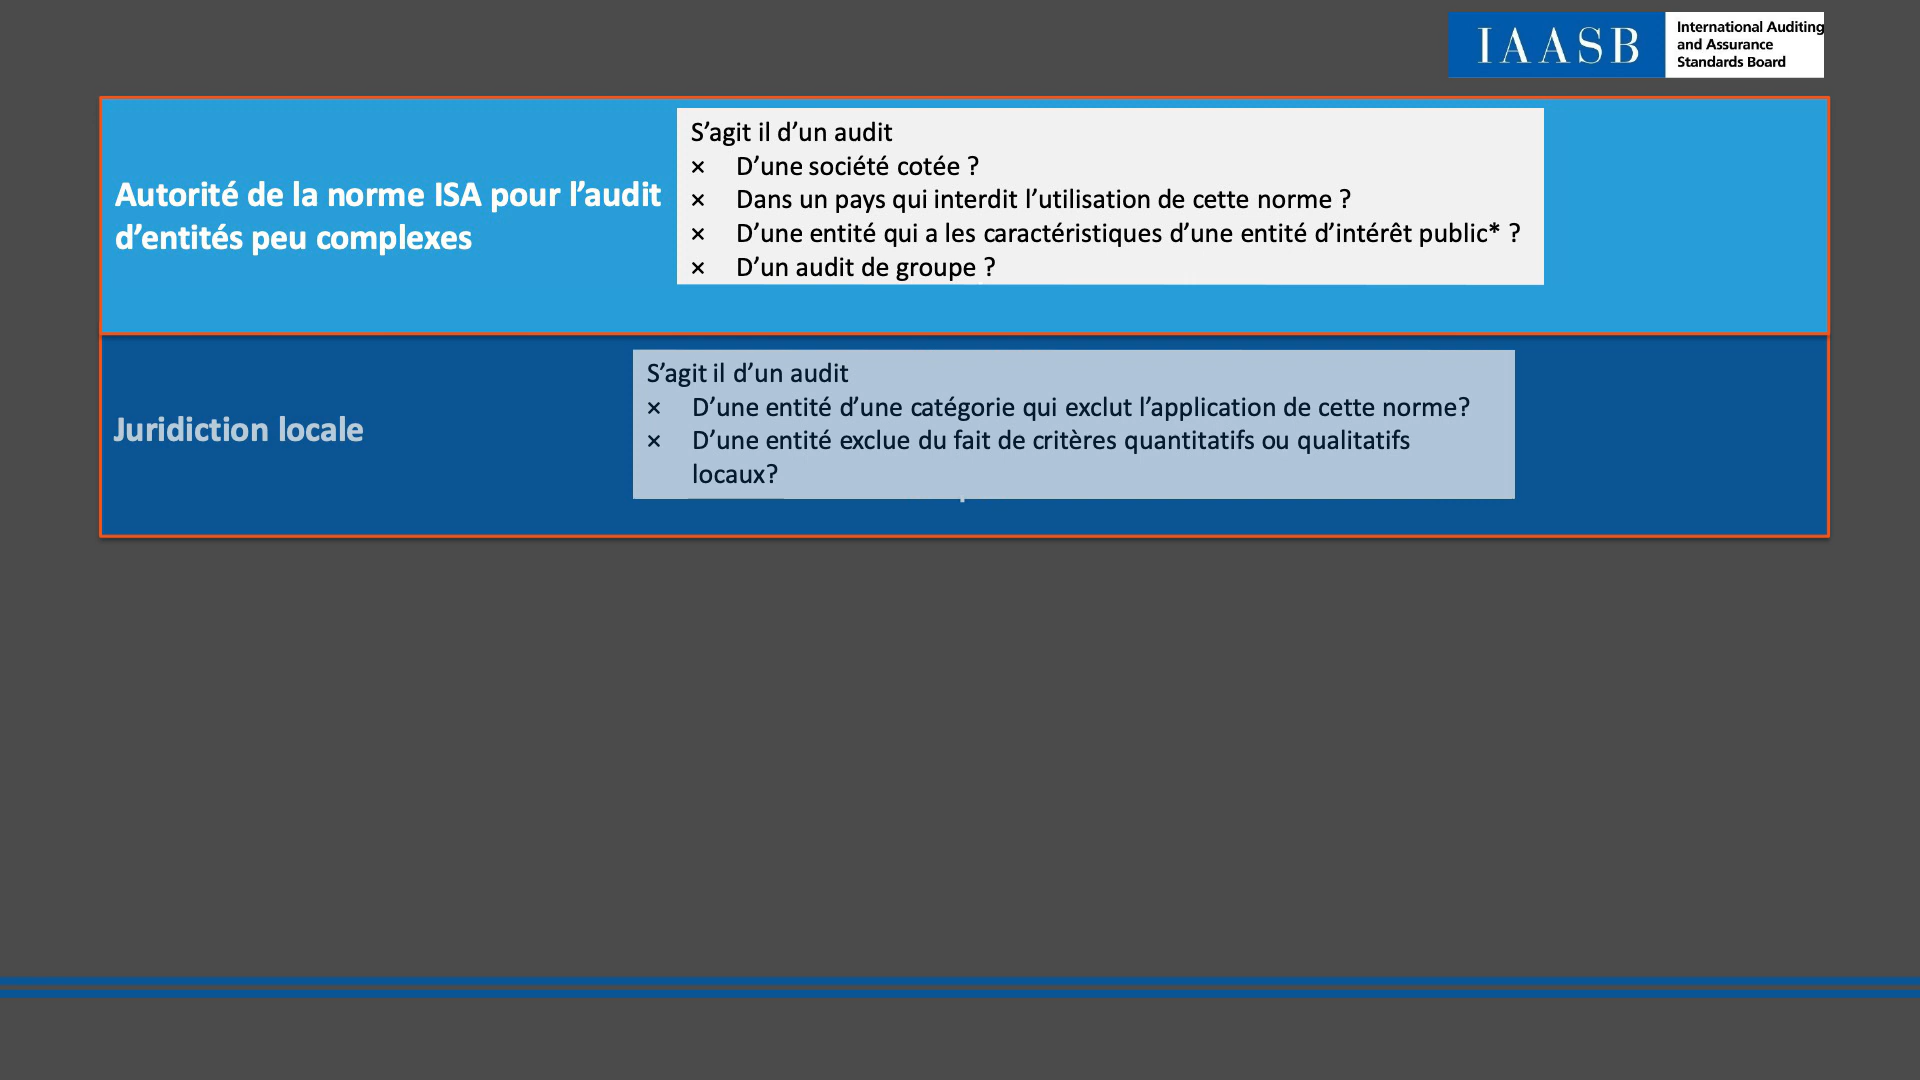 IAASB
International Auditing
and Assurance
Standards Board
Autorité de la norme ISA pour l’audit
d’entités peu complexes
S’agit il d’un audit
× D’une société cotée ?
× Dans un pays qui interdit l’utilisation de cette norme ?
× D’une entité qui a les caractéristiques d’une entité d’intérêt public* ?
× D’un audit de groupe ?
Juridiction locale
S’agit il d’un audit
× D’une entité d’une catégorie qui exclut l’application de cette norme?
× D’une entité exclue du fait de critères quantitatifs ou qualitatifs
locaux?